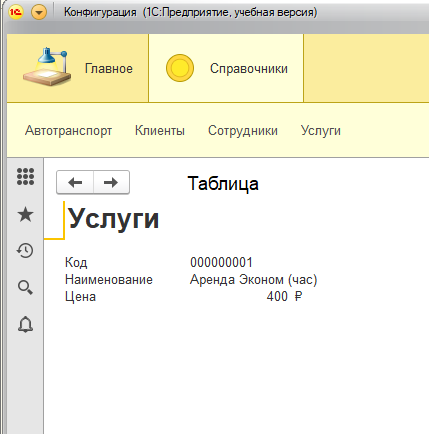 Конфигурация (1С:Предприятие, учебная версия)
Главное Справочники
Автотранспорт Клиенты Сотрудники Услуги
Таблица
Услуги
Код 000000001
Наименование Аренда Эконом (час)
Цена 400 ₽